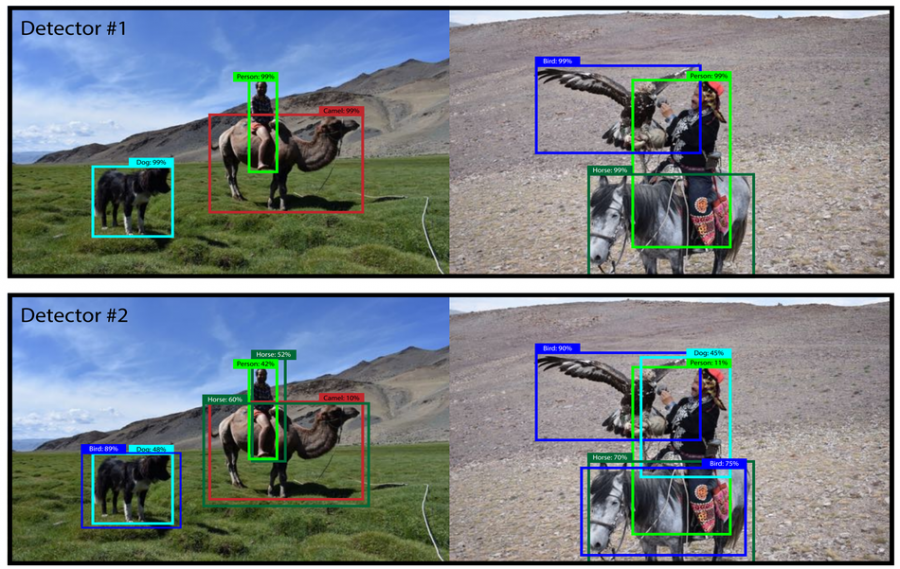 Detector #1
Person: 99%
Camel: 99%
Dog: 99%
Bird: 99%
Person: 99%
Horse: 99%
Detector #2
Horse: 52%
Person: 42%
Horse: 60%
Camel: 10%
Bird: 89%
Dog: 48%
Bird: 90%
Dog: 45%
Person: 11%
Horse: 70%
Bird: 75%